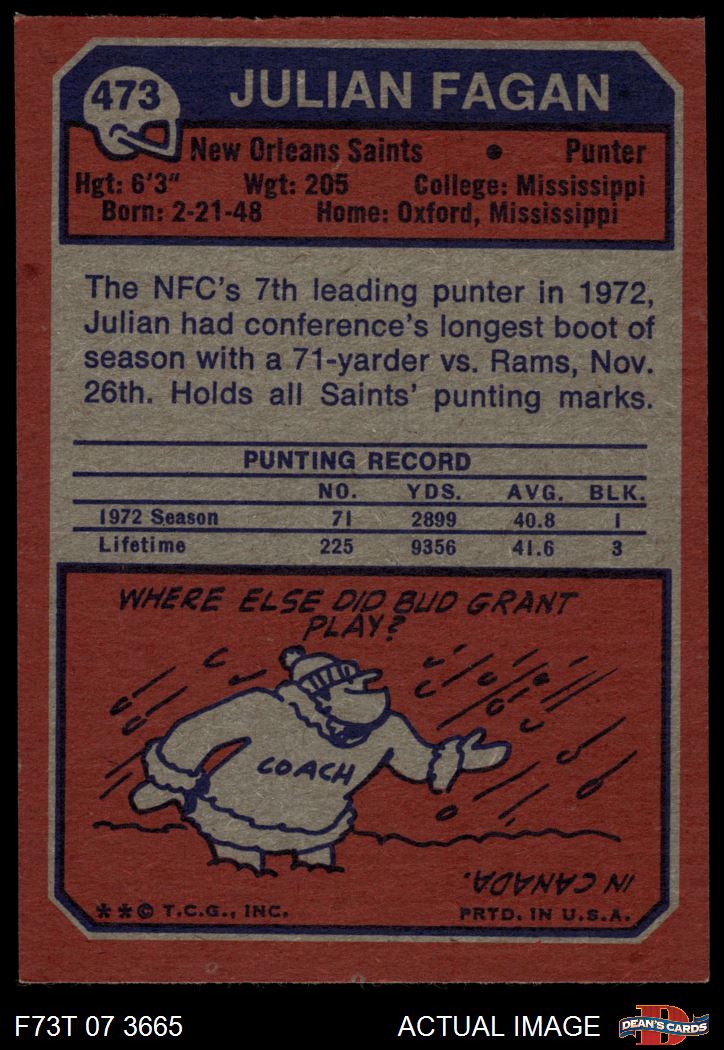 473
JULIAN FAGAN
New Orleans Saints • Punter
Hgt: 6'3" Wgt: 205 College: Mississippi
Born: 2-21-48 Home: Oxford, Mississippi
The NFC's 7th leading punter in 1972,
Julian had conference's longest boot of
season with a 71-yarder vs. Rams, Nov.
26th. Holds all Saints' punting marks.
PUNTING RECORD
NO. YDS. AVG. BLK.
1972 Season 71 2899 40.8 1
Lifetime 225 9356 41.6 3
WHERE ELSE DID BUD GRANT
PLAY?
COACH
IN CANADA.
**© T.C.G., INC. PRTD. IN U.S.A.
F73T 07 3665 ACTUAL IMAGE
D
DEAN'S CARDS